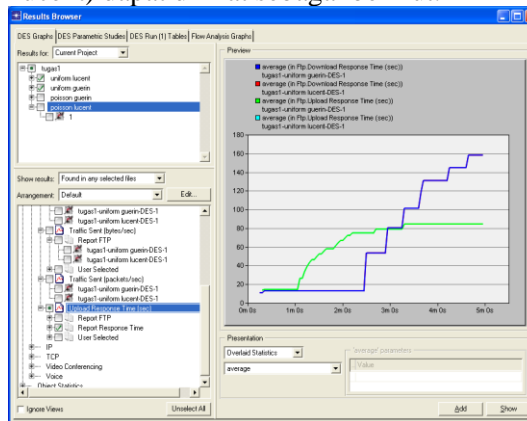 Results Browser
DES Graphs DES Parametric Studies DES Run (1) Tables Flow Analysis Graphs
Results for: Current Project
tugas1
uniform lucent
uniform guerin
poisson guerin
poisson lucent
1
Show results: Found in any selected files
Arrangement: Default Edit...
tugas1-uniform guerin-DES-1
tugas1-uniform lucent-DES-1
Traffic Sent (bytes/sec)
Report FTP
tugas1-uniform guerin-DES-1
tugas1-uniform lucent-DES-1
User Selected
Traffic Sent (packets/sec)
tugas1-uniform guerin-DES-1
tugas1-uniform lucent-DES-1
Upload Response Time (sec)
Report FTP
Report Response Time
User Selected
IP
TCP
Video Conferencing
Voice
Object Statistics
Ignore Views Unselect All
Preview
average (in Ftp.Download Response Time (sec))
tugas1-uniform guerin-DES-1
average (in Ftp.Download Response Time (sec))
tugas1-uniform lucent-DES-1
average (in Ftp.Upload Response Time (sec))
tugas1-uniform guerin-DES-1
average (in Ftp.Upload Response Time (sec))
tugas1-uniform lucent-DES-1
180
160
140
120
100
80
60
40
20
0
0m 0s 1m 0s 2m 0s 3m 0s 4m 0s 5m 0s
Presentation
Overlaid Statistics
average
'average' parameters
Value
Add Show